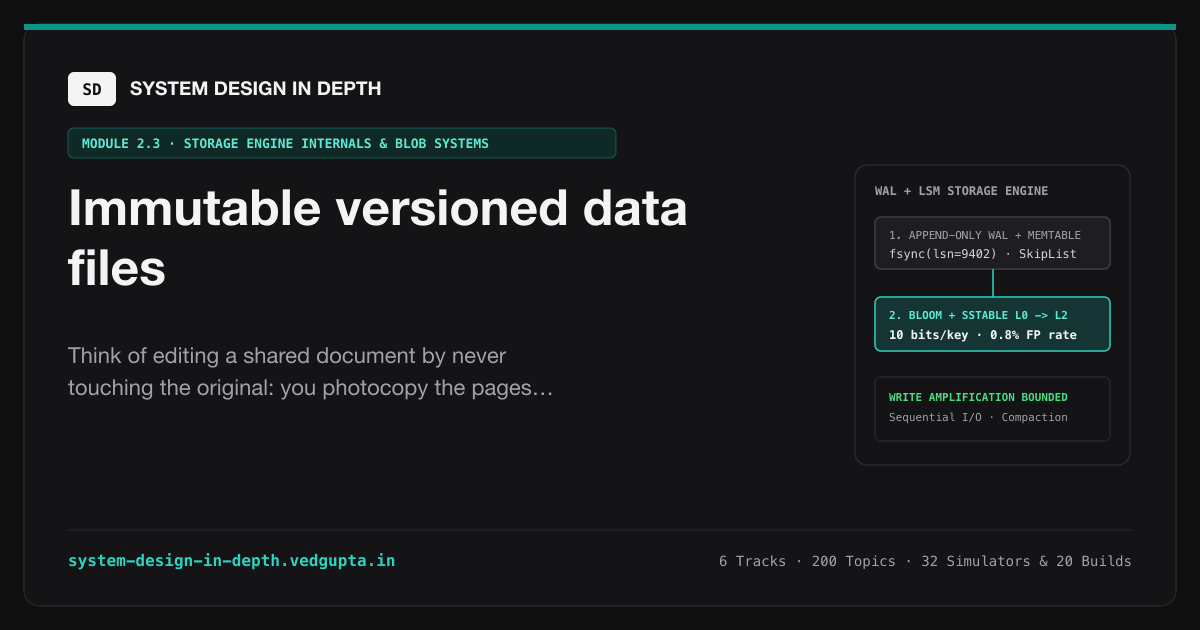 SD SYSTEM DESIGN IN DEPTH
MODULE 2.3 · STORAGE ENGINE INTERNALS & BLOB SYSTEMS
Immutable versioned data
files
Think of editing a shared document by never
touching the original: you photocopy the pages…
WAL + LSM STORAGE ENGINE
1. APPEND-ONLY WAL + MEMTABLE
fsync(lsn=9402) · SkipList
2. BLOOM + SSTABLE L0 -> L2
10 bits/key · 0.8% FP rate
WRITE AMPLIFICATION BOUNDED
Sequential I/O · Compaction
system-design-in-depth.vedgupta.in
6 Tracks · 200 Topics · 32 Simulators & 20 Builds